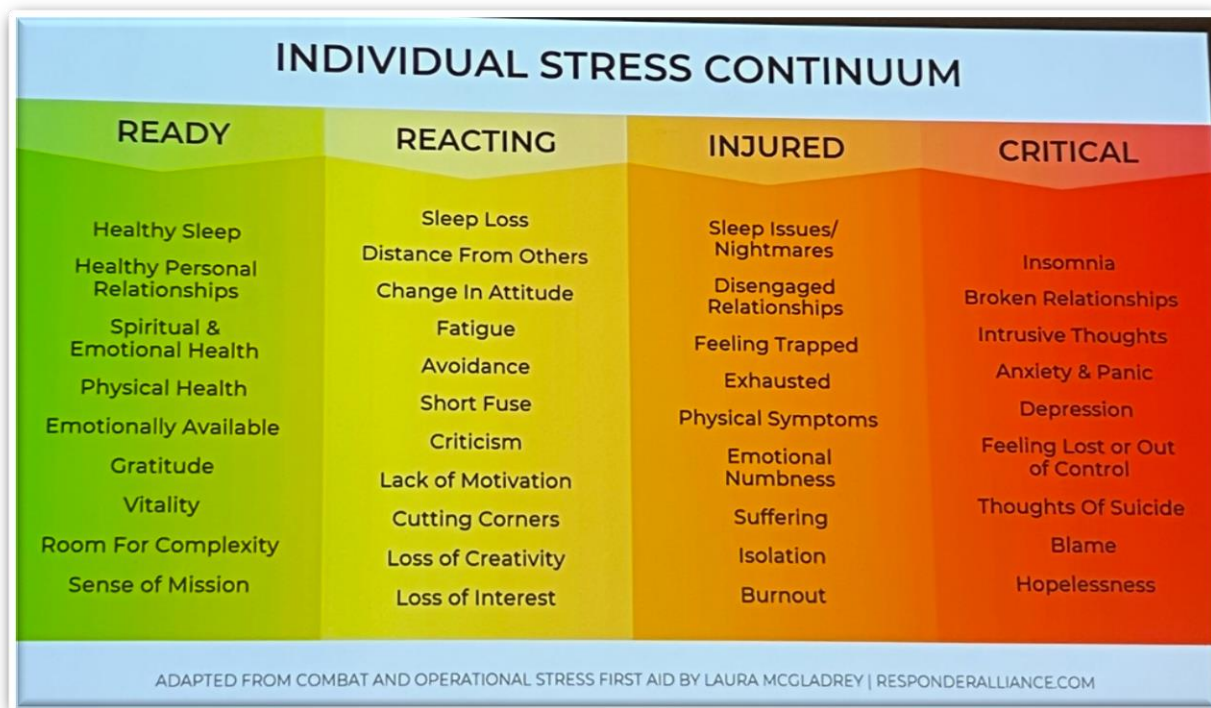 INDIVIDUAL STRESS CONTINUUM
READY
Healthy Sleep
Healthy Personal
Relationships
Spiritual &
Emotional Health
Physical Health
Emotionally Available
Gratitude
Vitality
Room For Complexity
Sense of Mission
REACTING
Sleep Loss
Distance From Others
Change In Attitude
Fatigue
Avoidance
Short Fuse
Criticism
Lack of Motivation
Cutting Corners
Loss of Creativity
Loss of Interest
INJURED
Sleep Issues/
Nightmares
Disengaged
Relationships
Feeling Trapped
Exhausted
Physical Symptoms
Emotional
Numbness
Suffering
Isolation
Burnout
CRITICAL
Insomnia
Broken Relationships
Intrusive Thoughts
Anxiety & Panic
Depression
Feeling Lost or Out
of Control
Thoughts Of Suicide
Blame
Hopelessness
ADAPTED FROM COMBAT AND OPERATIONAL STRESS FIRST AID BY LAURA MCGLADREY | RESPONDERALLIANCE.COM